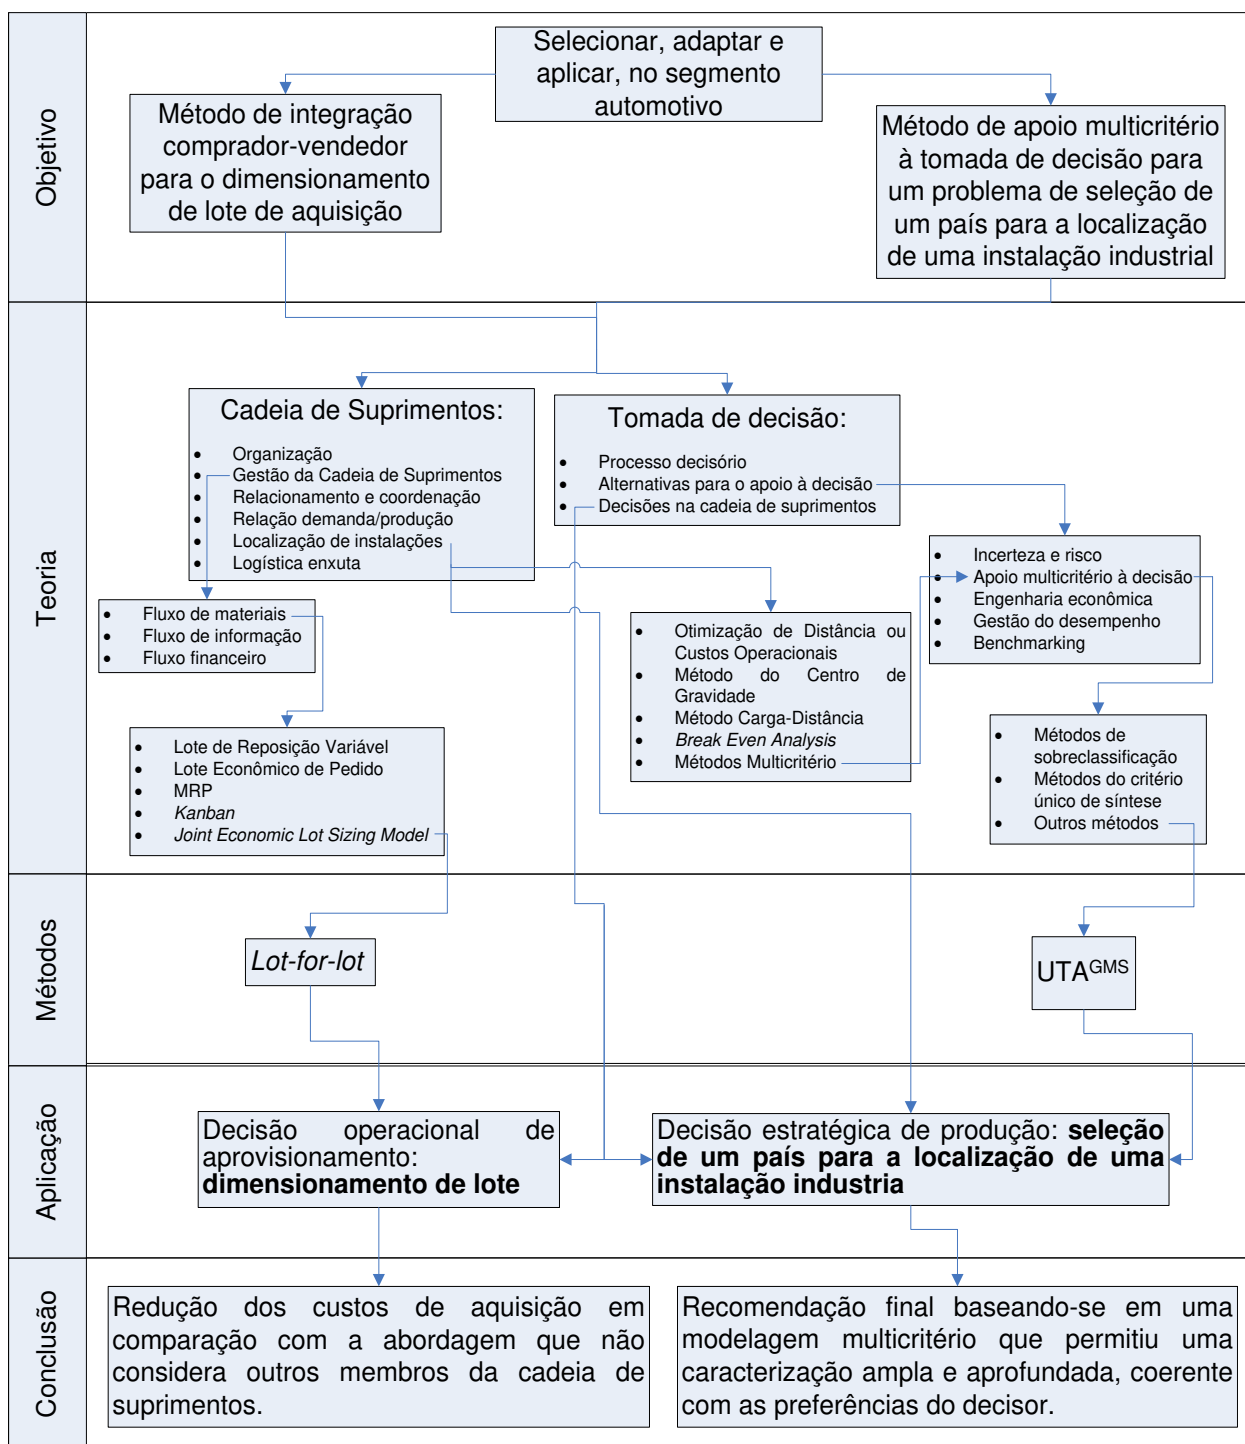 Objetivo
Selecionar, adaptar e
aplicar, no segmento
automotivo
Método de integração
comprador-vendedor
para o dimensionamento
de lote de aquisição
Método de apoio multicritério
à tomada de decisão para
um problema de seleção de
um país para a localização
de uma instalação industrial
Teoria
Cadeia de Suprimentos:
• Organização
• Gestão da Cadeia de Suprimentos
• Relacionamento e coordenação
• Relação demanda/produção
• Localização de instalações
• Logística enxuta
Tomada de decisão:
• Processo decisório
• Alternativas para o apoio à decisão
• Decisões na cadeia de suprimentos
• Incerteza e risco
• Apoio multicritério à decisão
• Engenharia econômica
• Gestão do desempenho
• Benchmarking
• Fluxo de materiais
• Fluxo de informação
• Fluxo financeiro
• Otimização de Distância ou
Custos Operacionais
• Método do Centro de
Gravidade
• Método Carga-Distância
• Break Even Analysis
• Métodos Multicritério
• Métodos de
sobreclassificação
• Métodos do critério
único de síntese
• Outros métodos
• Lote de Reposição Variável
• Lote Econômico de Pedido
• MRP
• Kanban
• Joint Economic Lot Sizing Model
Métodos
Lot-for-lot
UTAGMS
Aplicação
Decisão operacional de
aprovisionamento:
dimensionamento de lote
Decisão estratégica de produção: seleção
de um país para a localização de uma
instalação industria
Conclusão
Redução dos custos de aquisição em
comparação com a abordagem que não
considera outros membros da cadeia de
suprimentos.
Recomendação final baseando-se em uma
modelagem multicritério que permitiu uma
caracterização ampla e aprofundada, coerente
com as preferências do decisor.